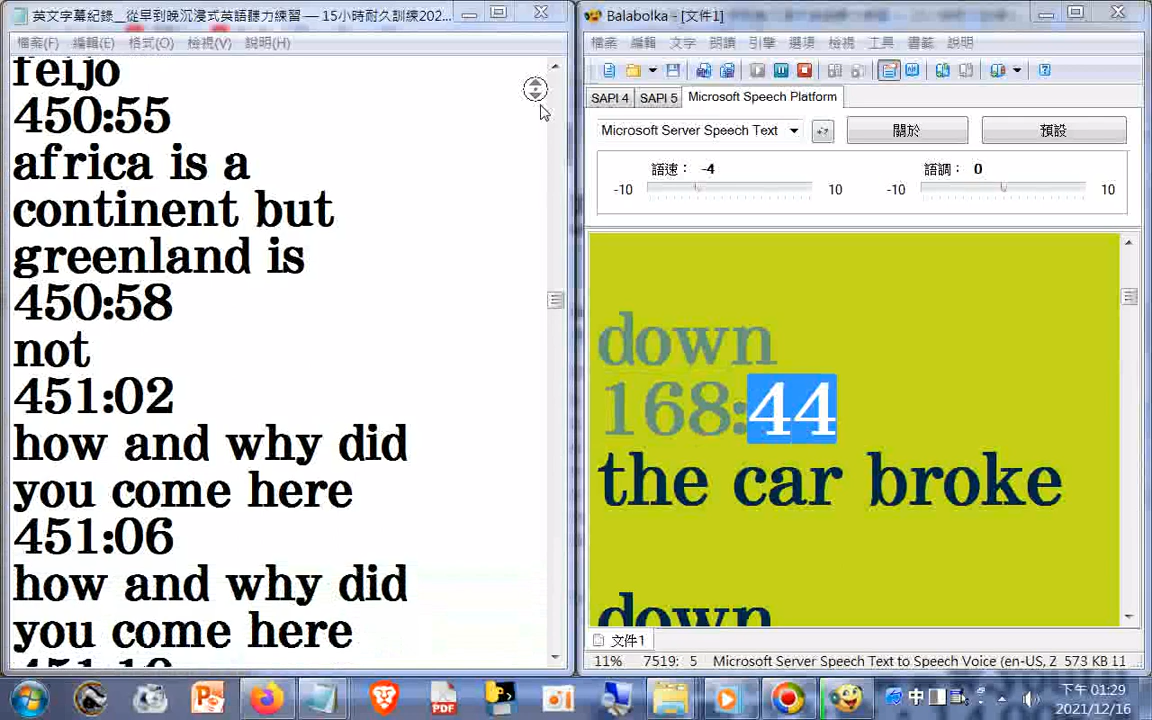 英文字幕紀錄__從早到晚沉浸式英語聽力練習 — 15小時耐久訓練202...
檔案(F) 編輯(E) 格式(O) 檢視(V) 說明(H)
feijo
450:55
africa is a
continent but
greenland is
450:58
not
451:02
how and why did
you come here
451:06
how and why did
you come here
451:10
Balabolka - [文件1]
檔案 編輯 文字 朗讀 引擎 選項 檢視 工具 書籤 說明
SAPI 4 SAPI 5 Microsoft Speech Platform
Microsoft Server Speech Text 關於 預設
語速： -4 語調： 0
-10 10 -10 10
down
168:44
the car broke
down
文件1
11% 7519: 5 Microsoft Server Speech Text to Speech Voice (en-US, Z 573 KB 11
PDF 中 下午 01:29
2021/12/16